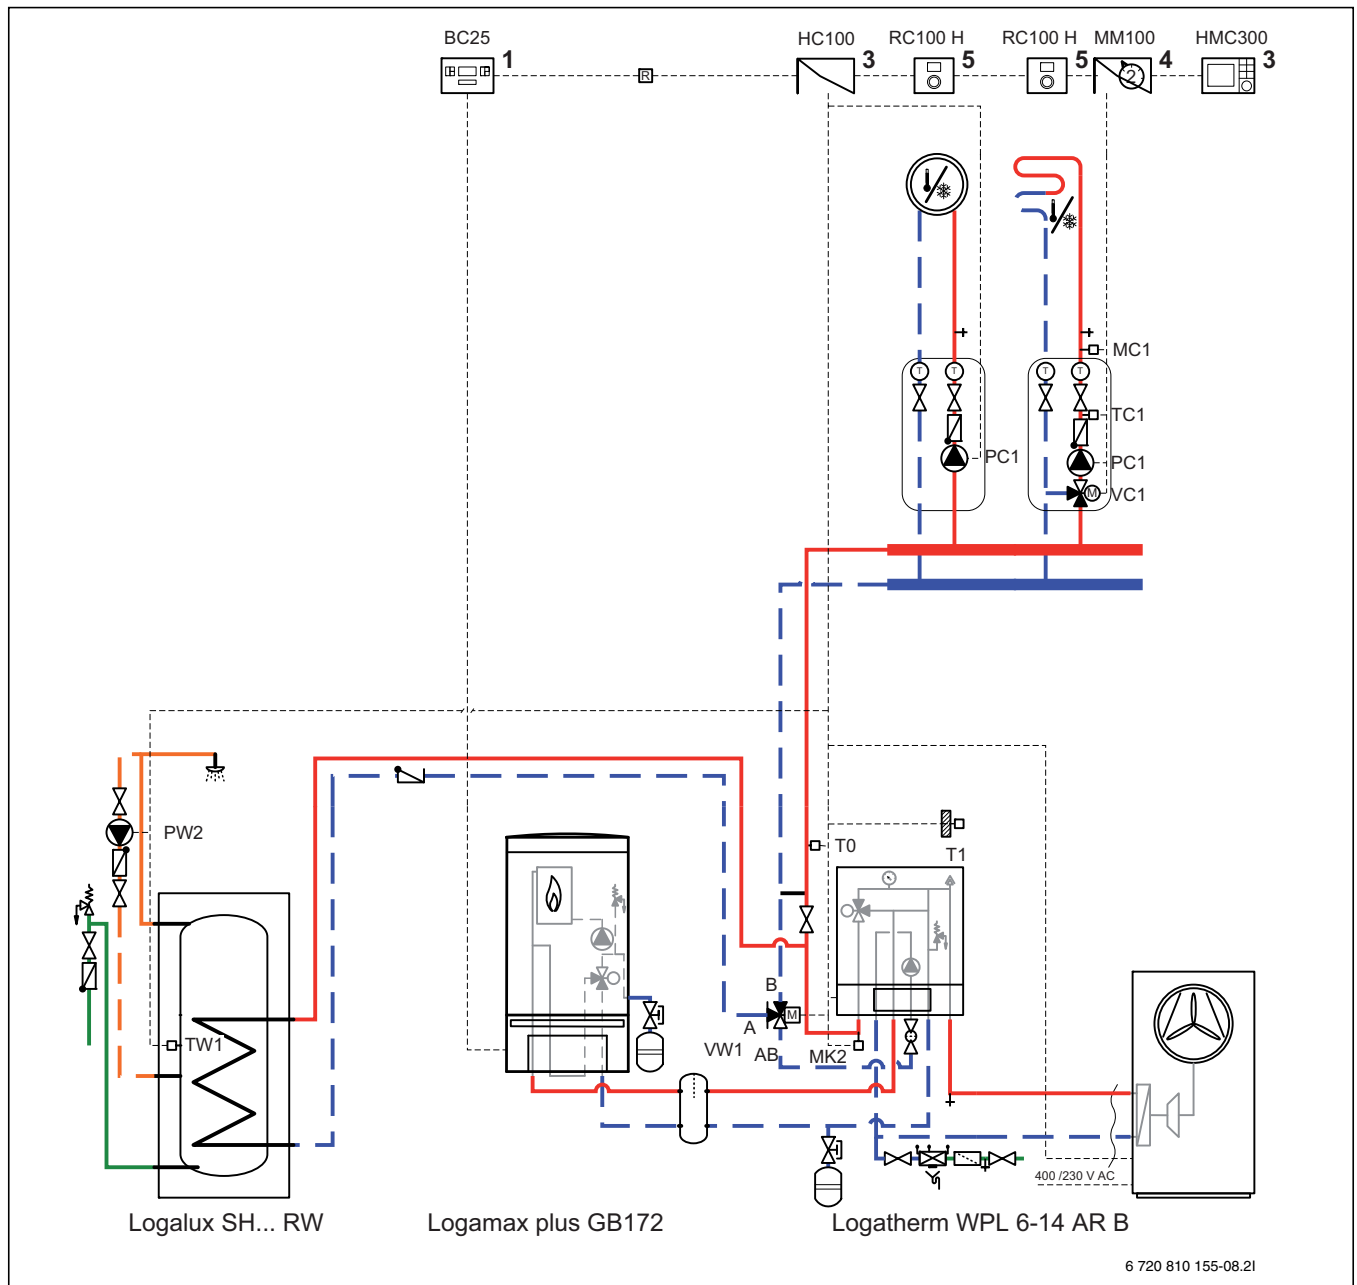 BC25 HC100 RC100 H RC100 H MM100 HMC300
1 3 5 5 4 3
R 2
MC1
T T T T
TC1
PC1 PC1
M VC1
PW2
T0
T1
B
M
A
TW1 VW1 AB MK2
400 /230 V AC
Logalux SH... RW Logamax plus GB172 Logatherm WPL 6-14 AR B
6 720 810 155-08.2I